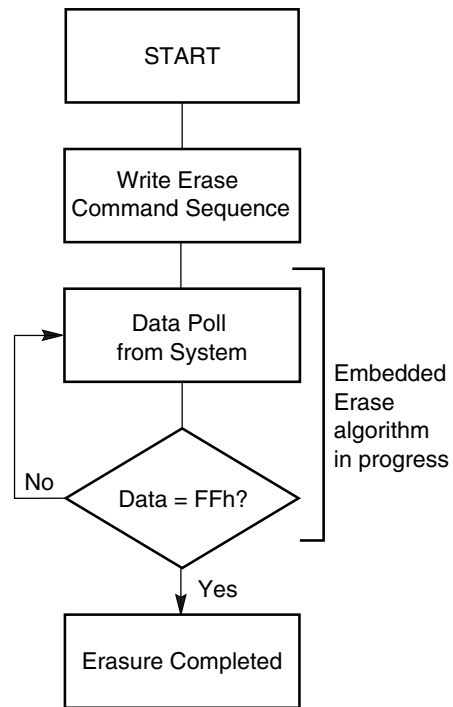 START
Write Erase
Command Sequence
Data Poll
from System
Embedded
Erase
algorithm
in progress
No
Data = FFh?
Yes
Erasure Completed